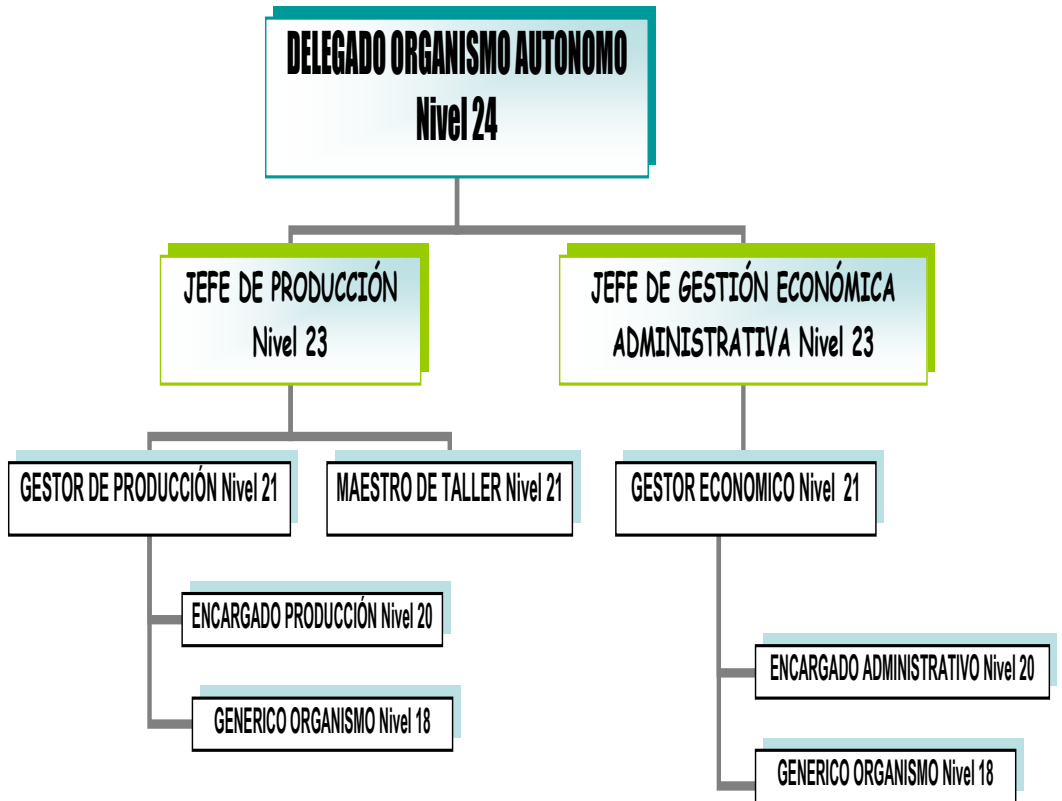 DELEGADO ORGANISMO AUTONOMO
Nivel 24
JEFE DE PRODUCCIÓN
Nivel 23
JEFE DE GESTIÓN ECONÓMICA
ADMINISTRATIVA Nivel 23
GESTOR DE PRODUCCIÓN Nivel 21
MAESTRO DE TALLER Nivel 21
GESTOR ECONOMICO Nivel 21
ENCARGADO PRODUCCIÓN Nivel 20
GENERICO ORGANISMO Nivel 18
ENCARGADO ADMINISTRATIVO Nivel 20
GENERICO ORGANISMO Nivel 18